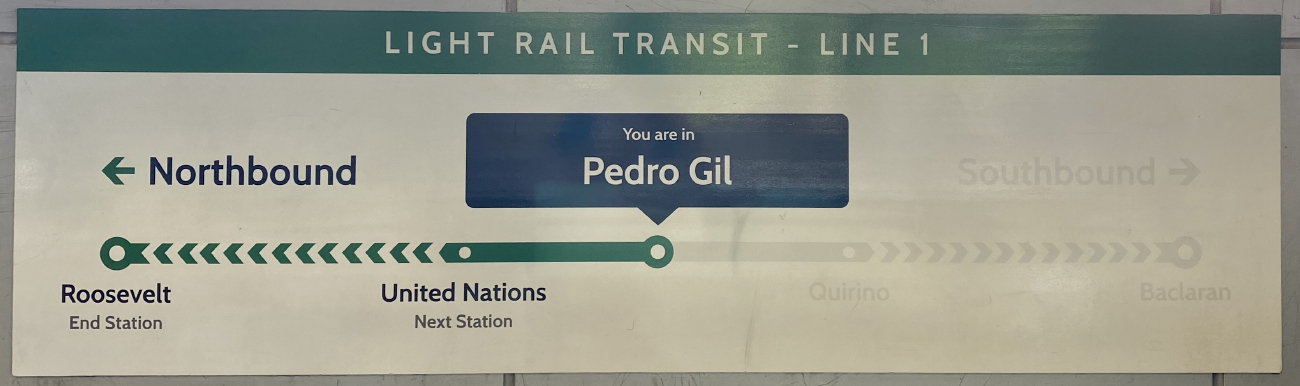 LIGHT RAIL TRANSIT - LINE 1
You are in
Pedro Gil
← Northbound
Southbound →
Roosevelt
End Station
United Nations
Next Station
Quirino
Baclaran